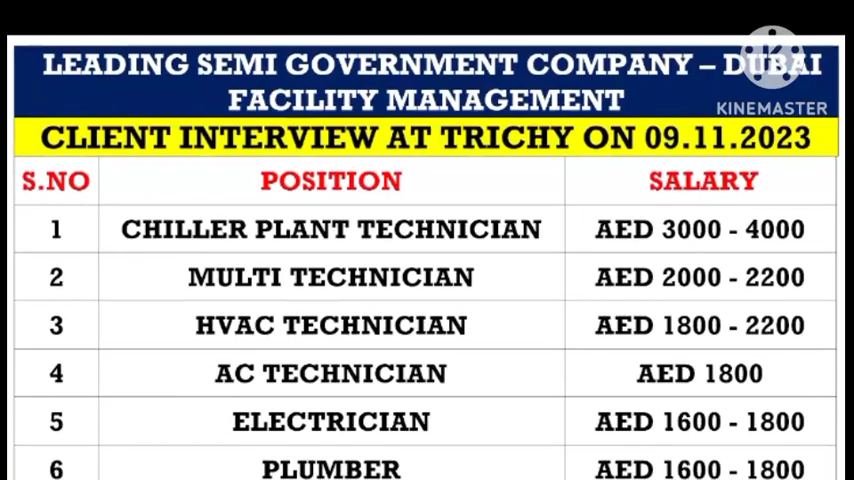 LEADING SEMI GOVERNMENT COMPANY – DUBAI
FACILITY MANAGEMENT
KINEMASTER
CLIENT INTERVIEW AT TRICHY ON 09.11.2023
S.NO POSITION SALARY
1 CHILLER PLANT TECHNICIAN AED 3000 - 4000
2 MULTI TECHNICIAN AED 2000 - 2200
3 HVAC TECHNICIAN AED 1800 - 2200
4 AC TECHNICIAN AED 1800
5 ELECTRICIAN AED 1600 - 1800
6 PLUMBER AED 1600 - 1800